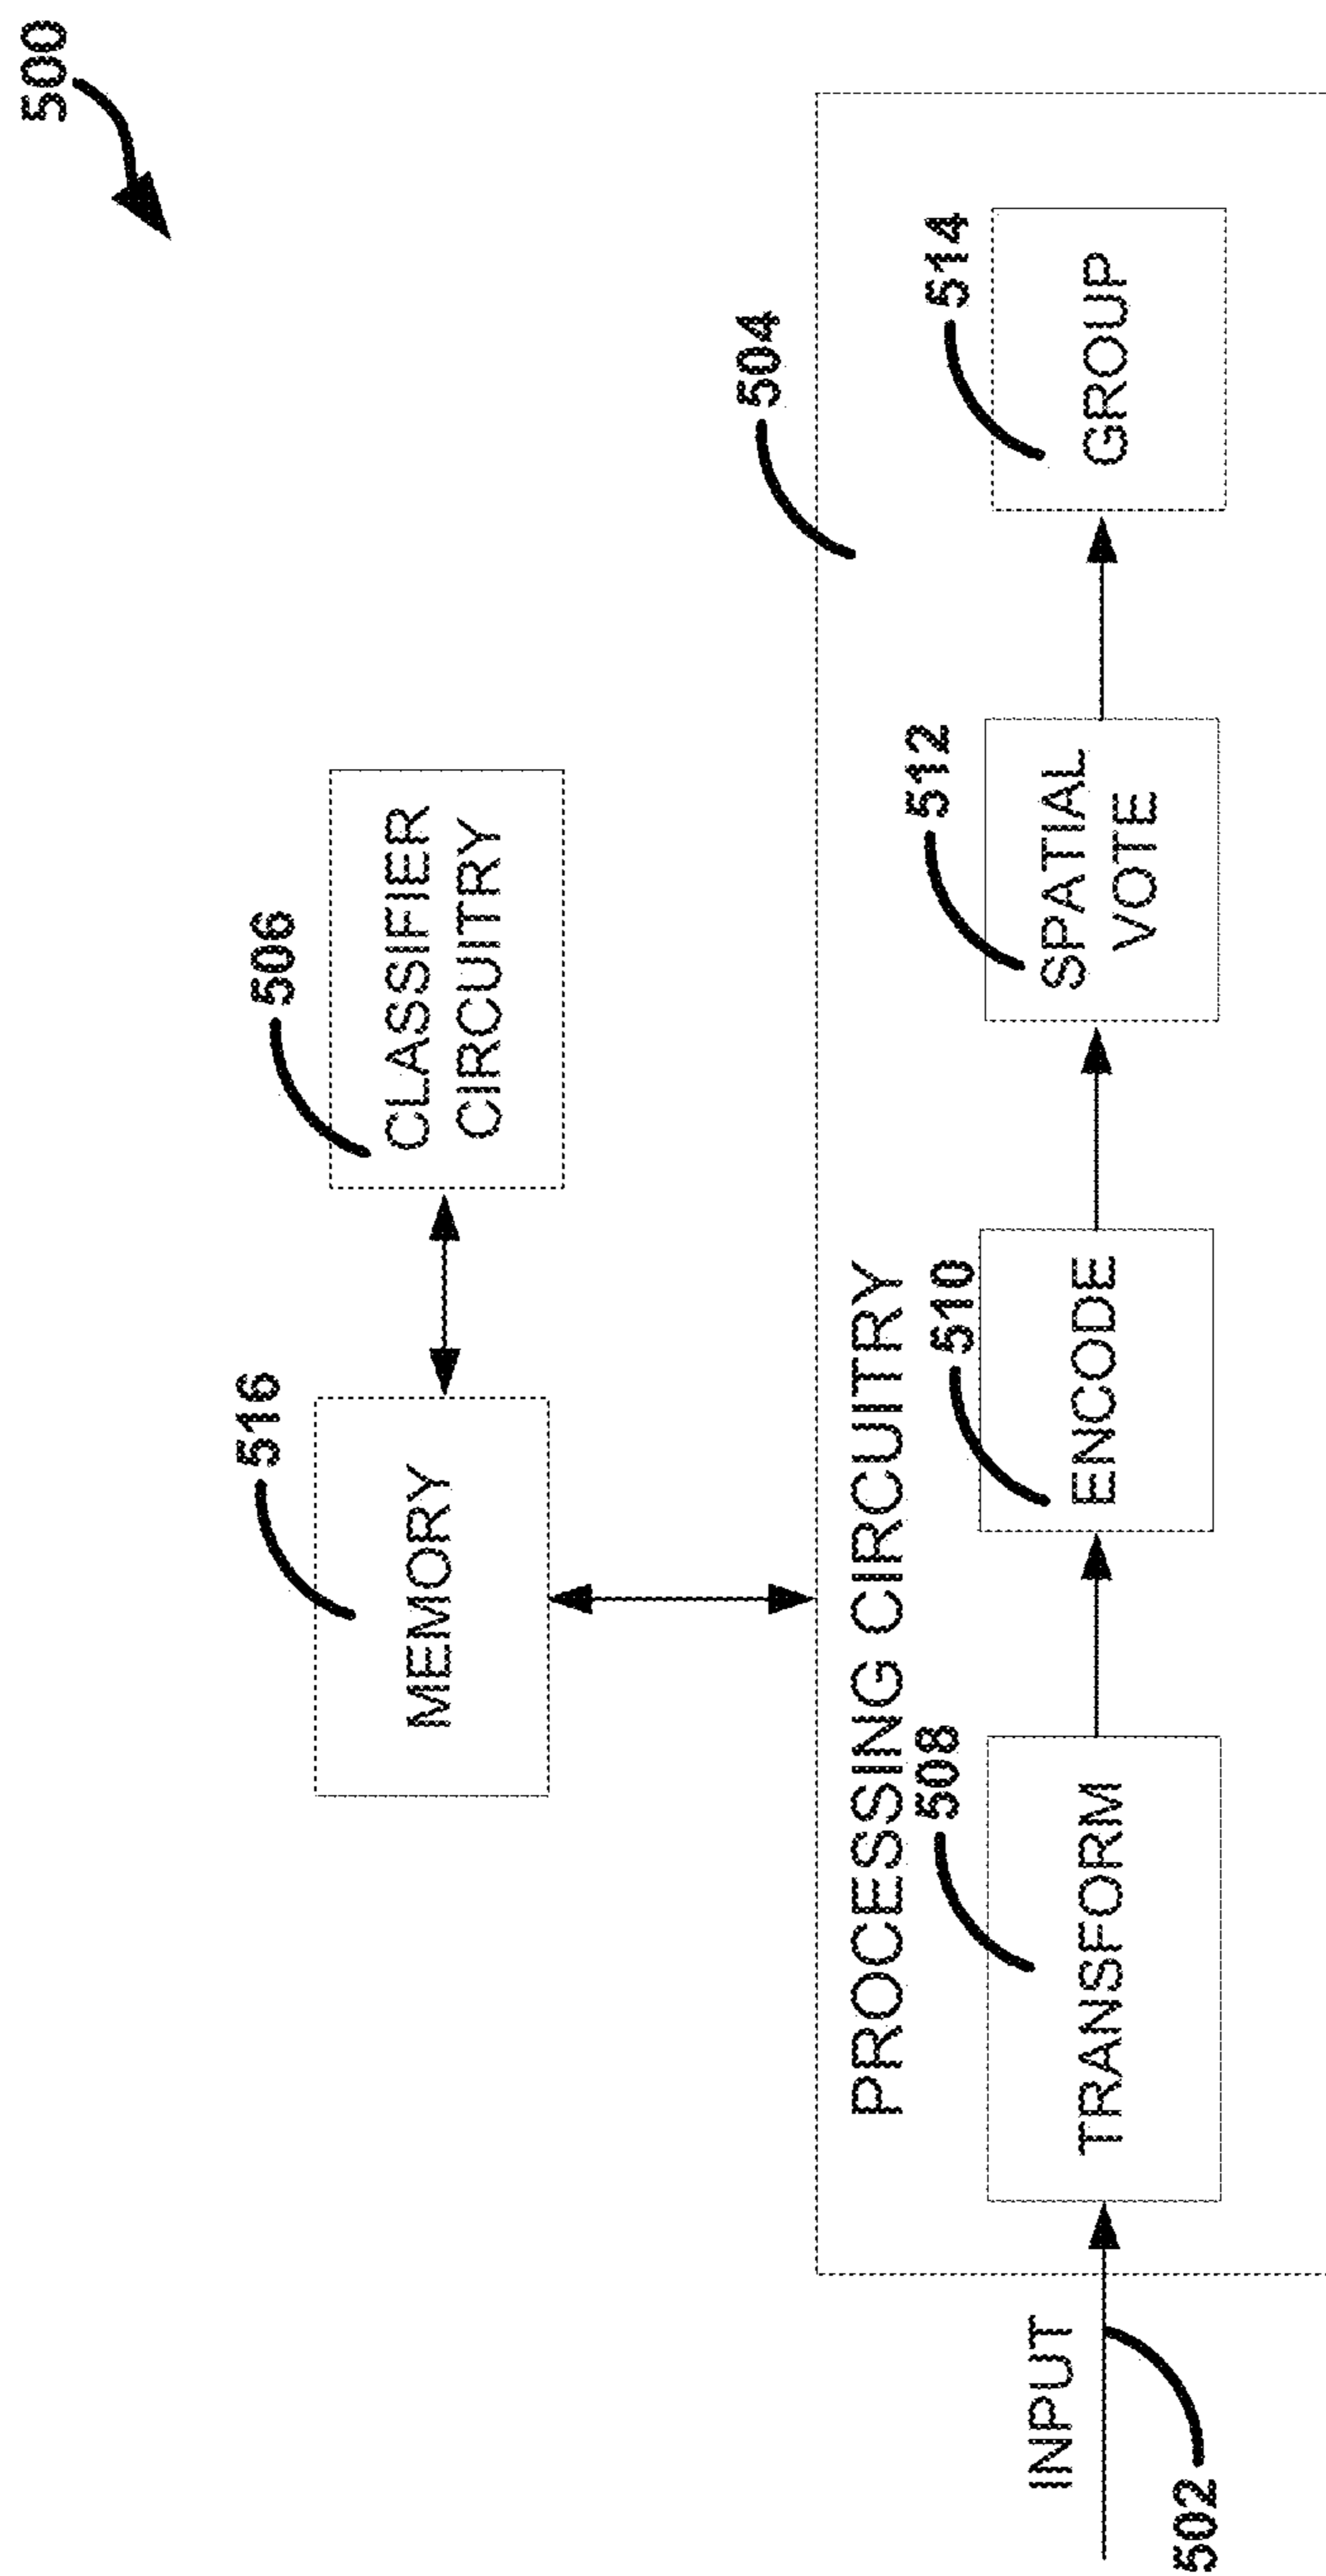 500
516
506
MEMORY
CLASSIFIER
CIRCUITRY
504
PROCESSING CIRCUITRY
508
510
512
514
INPUT
TRANSFORM
ENCODE
SPATIAL
VOTE
GROUP
502